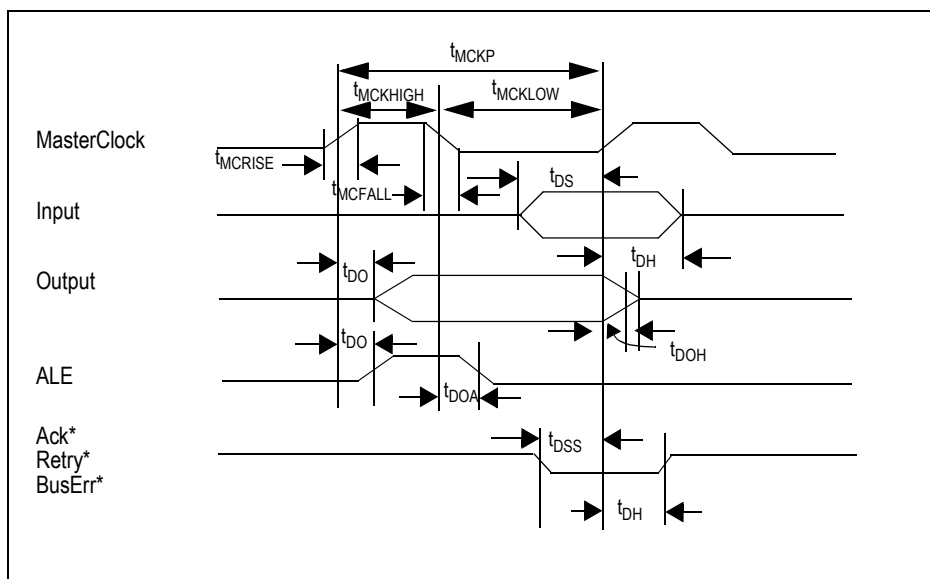 tMCKP
tMCKHIGH
tMCKLOW
MasterClock
tMCRISE
tMCFALL
tDS
Input
tDH
Output
tDO
tDO
tDOH
ALE
tDOA
Ack*
tDSS
Retry*
BusErr*
tDH